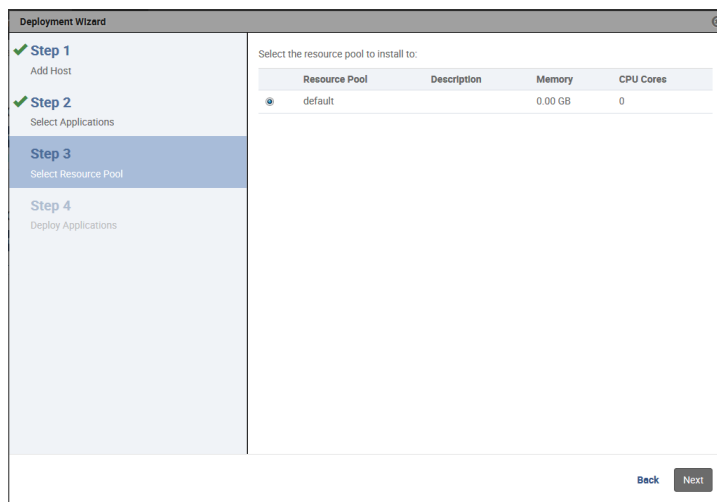 Deployment Wizard
Step 1
Add Host
Step 2
Select Applications
Step 3
Select Resource Pool
Step 4
Deploy Applications
Select the resource pool to install to:
Resource Pool Description Memory CPU Cores
default 0.00 GB 0
Back Next